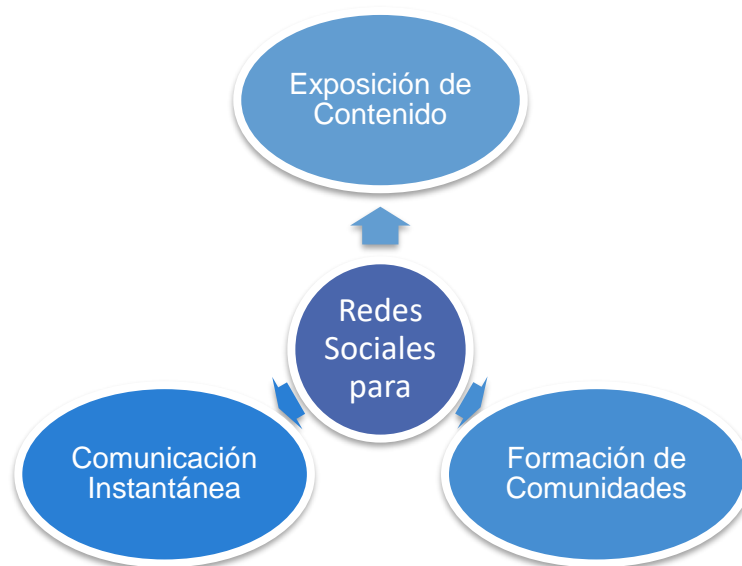 Exposición de
Contenido
Redes
Sociales
para
Comunicación
Instantánea
Formación de
Comunidades